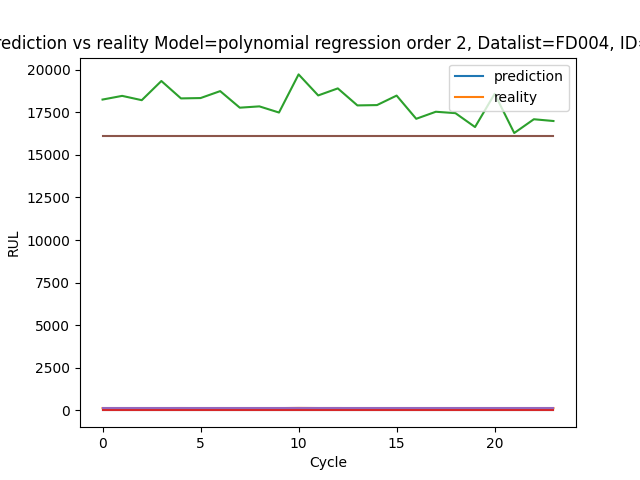 rediction vs reality Model=polynomial regression order 2, Datalist=FD004, ID=
20000
17500
15000
12500
10000
7500
5000
2500
0
RUL
prediction
reality
0 5 10 15 20
Cycle